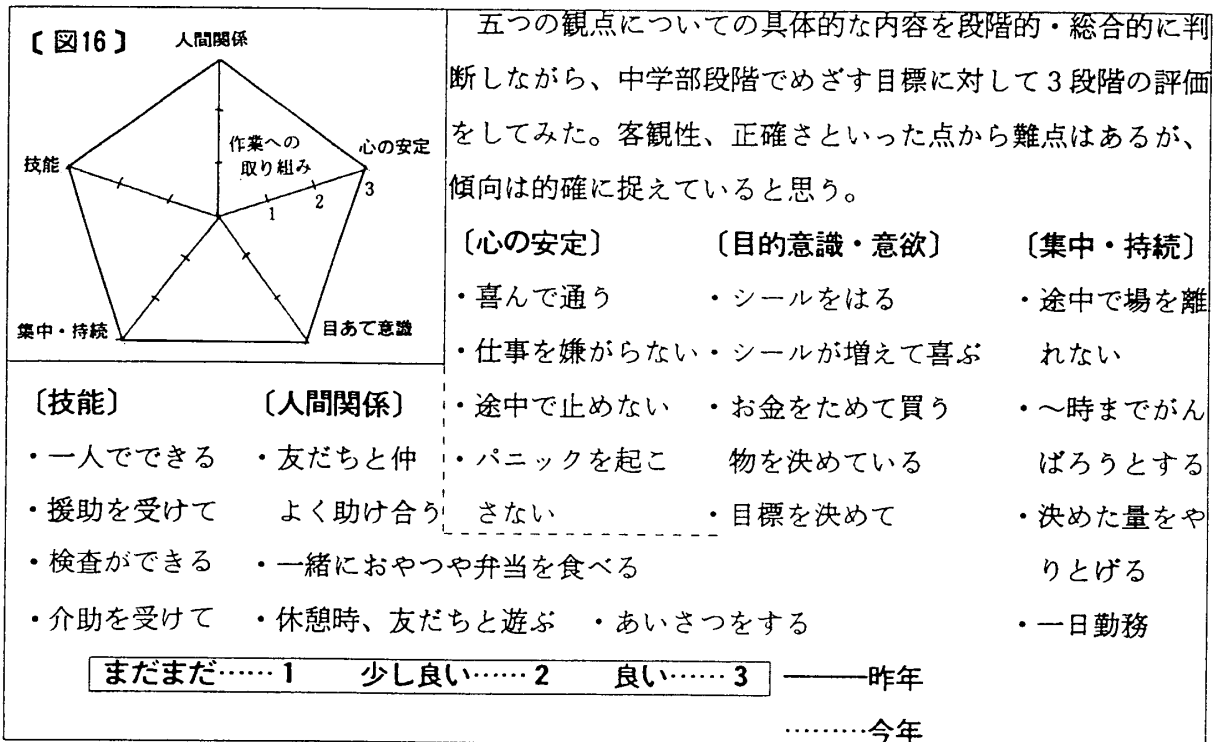 〔図16〕
人間関係
作業への
取り組み
心の安定
技能
1
2
3
集中・持続
目あて意識
五つの観点についての具体的な内容を段階的・総合的に判
断しながら、中学部段階でめざす目標に対して3段階の評価
をしてみた。客観性、正確さといった点から難点はあるが、
傾向は的確に捉えていると思う。
〔心の安定〕 〔目的意識・意欲〕 〔集中・持続〕
・喜んで通う ・シールをはる ・途中で場を離
・仕事を嫌がらない ・シールが増えて喜ぶ れない
〔技能〕 〔人間関係〕 ・途中で止めない ・お金をためて買う ・～時までがん
・一人でできる ・友だちと仲 ・パニックを起こ 物を決めている ばろうとする
・援助を受けて よく助け合う さない ・目標を決めて ・決めた量をや
・検査ができる ・一緒におやつや弁当を食べる りとげる
・介助を受けて ・休憩時、友だちと遊ぶ ・あいさつをする ・一日勤務
まだまだ……1 少し良い……2 良い……3 ―――昨年
………今年